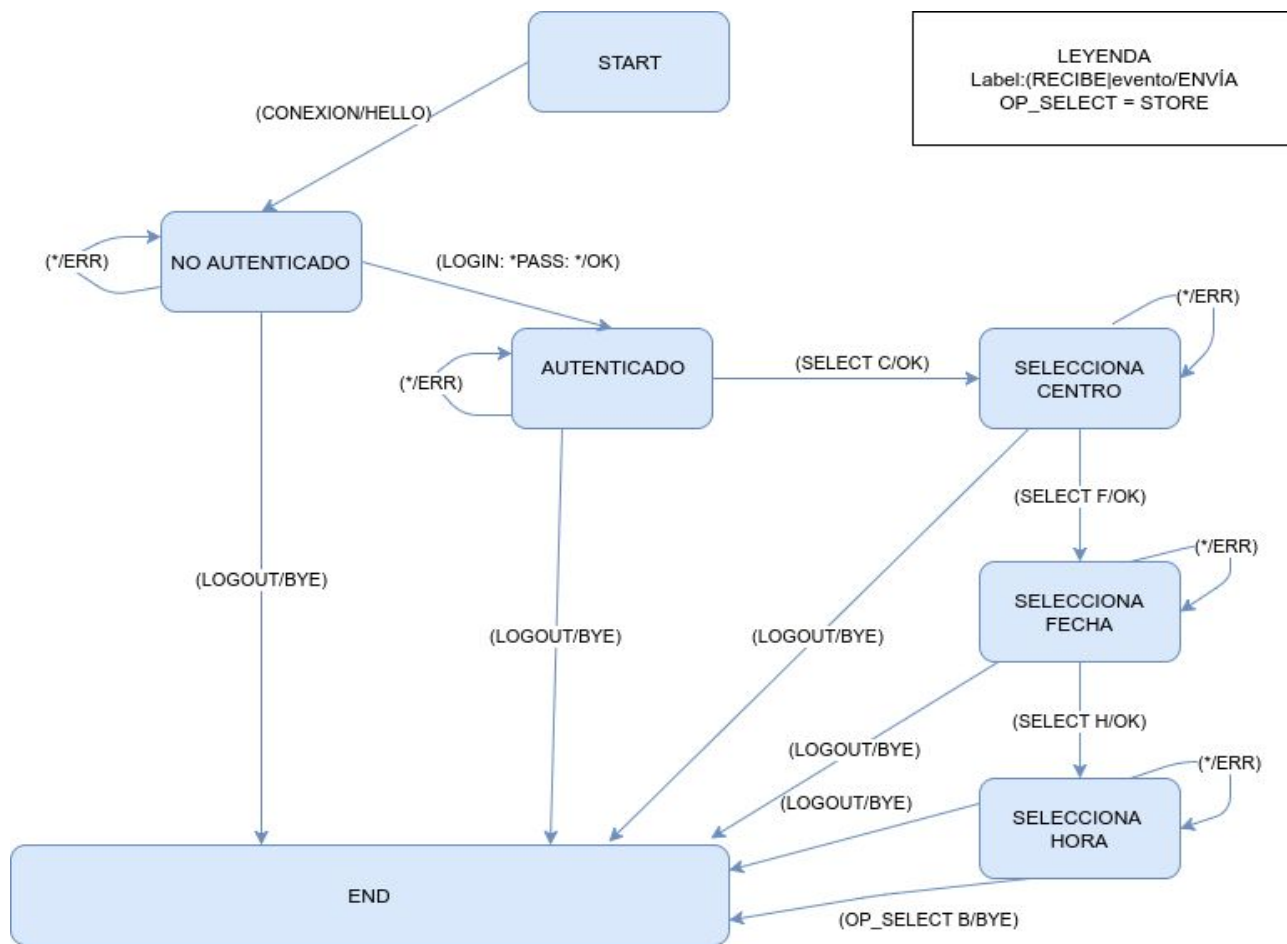 START
LEYENDA
Label:(RECIBE|evento/ENVÍA
OP_SELECT = STORE
(CONEXION/HELLO)
(*/ERR)
NO AUTENTICADO
(LOGIN: *PASS: */OK)
(*/ERR)
AUTENTICADO
(*/ERR)
(SELECT C/OK)
SELECCIONA
CENTRO
(SELECT F/OK)
(*/ERR)
(LOGOUT/BYE)
SELECCIONA
FECHA
(LOGOUT/BYE)
(LOGOUT/BYE)
(SELECT H/OK)
(LOGOUT/BYE)
(*/ERR)
(LOGOUT/BYE)
SELECCIONA
HORA
END
(OP_SELECT B/BYE)